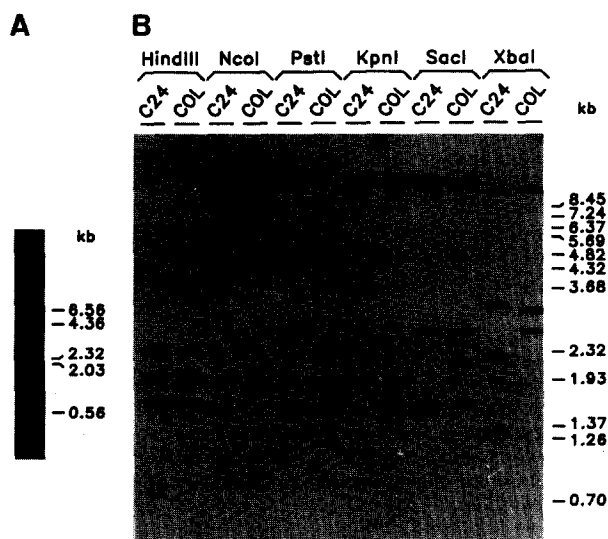 A
B
HindIII NcoI PstI KpnI SacI XbaI
C24 COL C24 COL C24 COL C24 COL C24 COL C24 COL
kb
8.45
7.24
6.37
5.69
4.82
4.32
3.68
2.32
1.93
1.37
1.26
0.70
kb
6.56
4.36
2.32
2.03
0.56